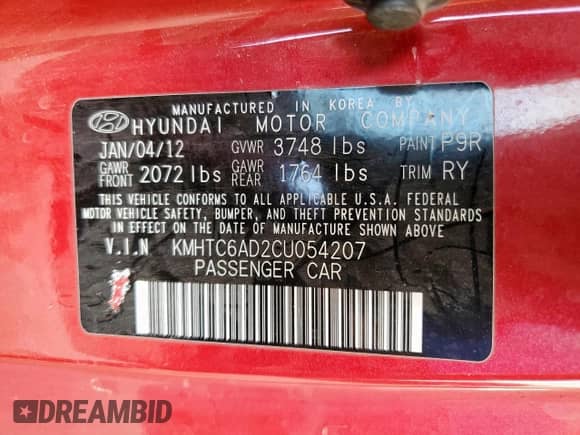 MANUFACTURED IN KOREA BY
HYUNDAI MOTOR COMPANY
JAN/04/12 GVWR 3748 lbs PAINT P9R
GAWR FRONT 2072 lbs GAWR REAR 1764 lbs TRIM RY
THIS VEHICLE CONFORMS TO ALL APPLICABLE U.S.A. FEDERAL
MOTOR VEHICLE SAFETY, BUMPER, AND THEFT PREVENTION STANDARDS
IN EFFECT ON THE DATE OF MANUFACTURE SHOWN ABOVE
V.I.N KMHTC6AD2CU054207
PASSENGER CAR
DREAMBID